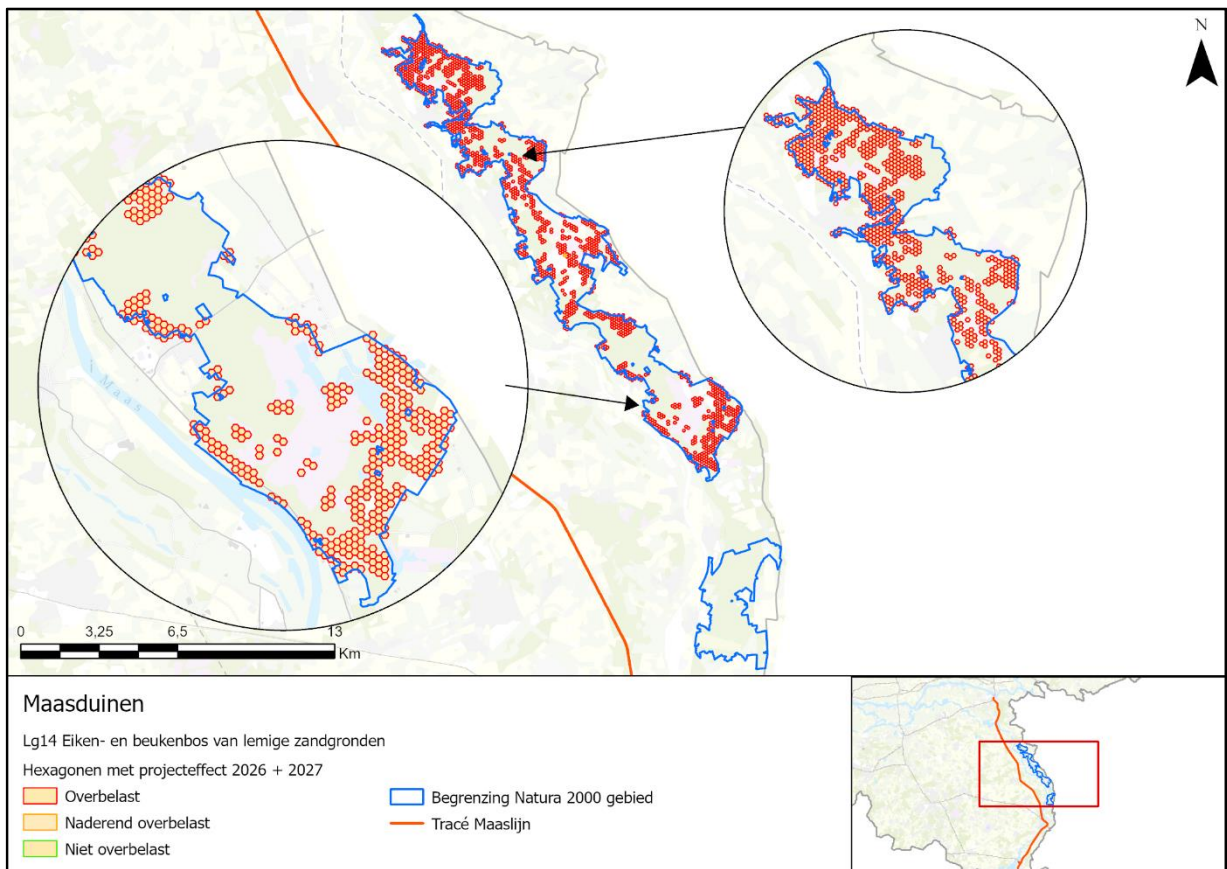 N
Maas
0 3,25 6,5 13
Km
Maasduinen
Lg14 Eiken- en beukenbos van lemige zandgronden
Hexagonen met projecteffect 2026 + 2027
Overbelast
Naderend overbelast
Niet overbelast
Begrenzing Natura 2000 gebied
Tracé Maaslijn